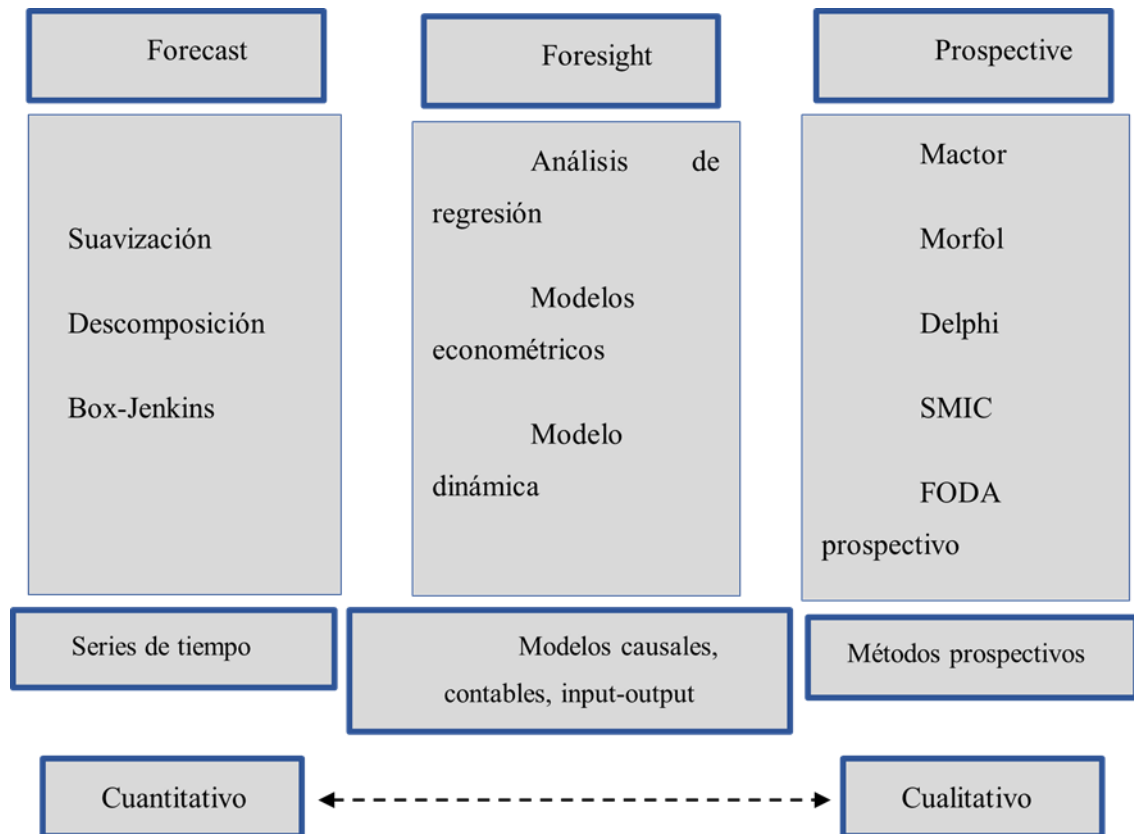 Forecast
Foresight
Prospective
Suavización
Descomposición
Box-Jenkins
Análisis de
regresión
Modelos
econométricos
Modelo
dinámica
Mactor
Morfol
Delphi
SMIC
FODA
prospectivo
Series de tiempo
Modelos causales,
contables, input-output
Métodos prospectivos
Cuantitativo
Cualitativo